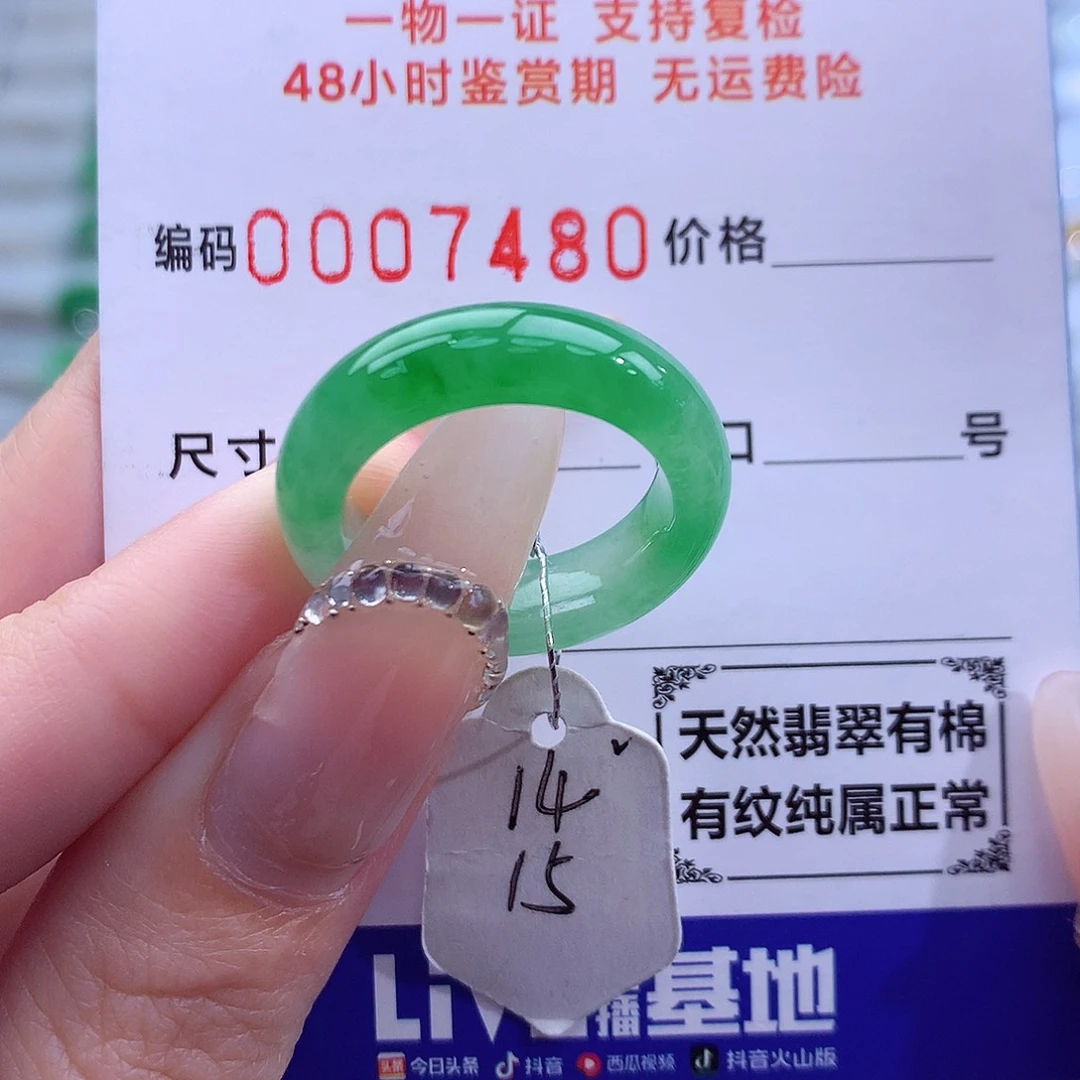 一物一证 支持复检
48小时鉴赏期 无运费险
编码0007480价格
尺寸 口 号
天然翡翠有棉
有纹纯属正常
14
15
播基地
今日头条 抖音 西瓜视频 抖音火山版